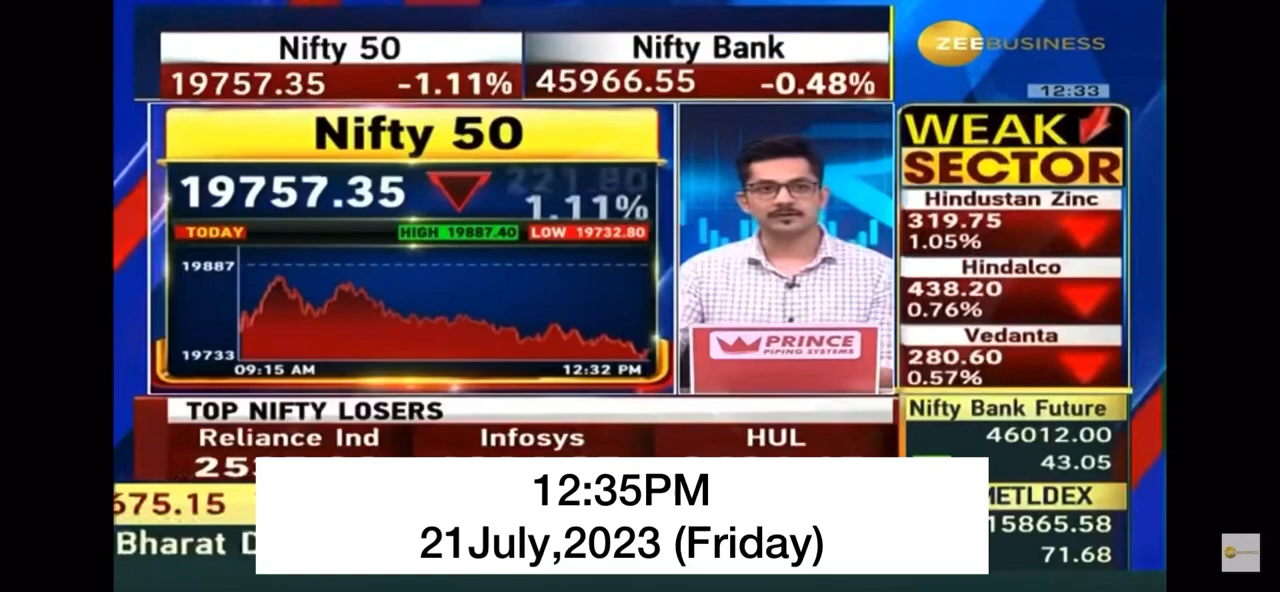 Nifty 50
19757.35 -1.11%
Nifty Bank
45966.55 -0.48%
ZEEBUSINESS
12:33
Nifty 50
19757.35 221.80
1.11%
TODAY HIGH 19887.40 LOW 19732.80
19887
19733
09:15 AM 12:32 PM
PRINCE
PIPING SYSTEMS
WEAK
SECTOR
Hindustan Zinc
319.75
1.05%
Hindalco
438.20
0.76%
Vedanta
280.60
0.57%
TOP NIFTY LOSERS
Reliance Ind Infosys HUL
Nifty Bank Future
46012.00
43.05
METLDEX
15865.58
71.68
675.15
Bharat
12:35PM
21July,2023 (Friday)
ZEEBUSINESS